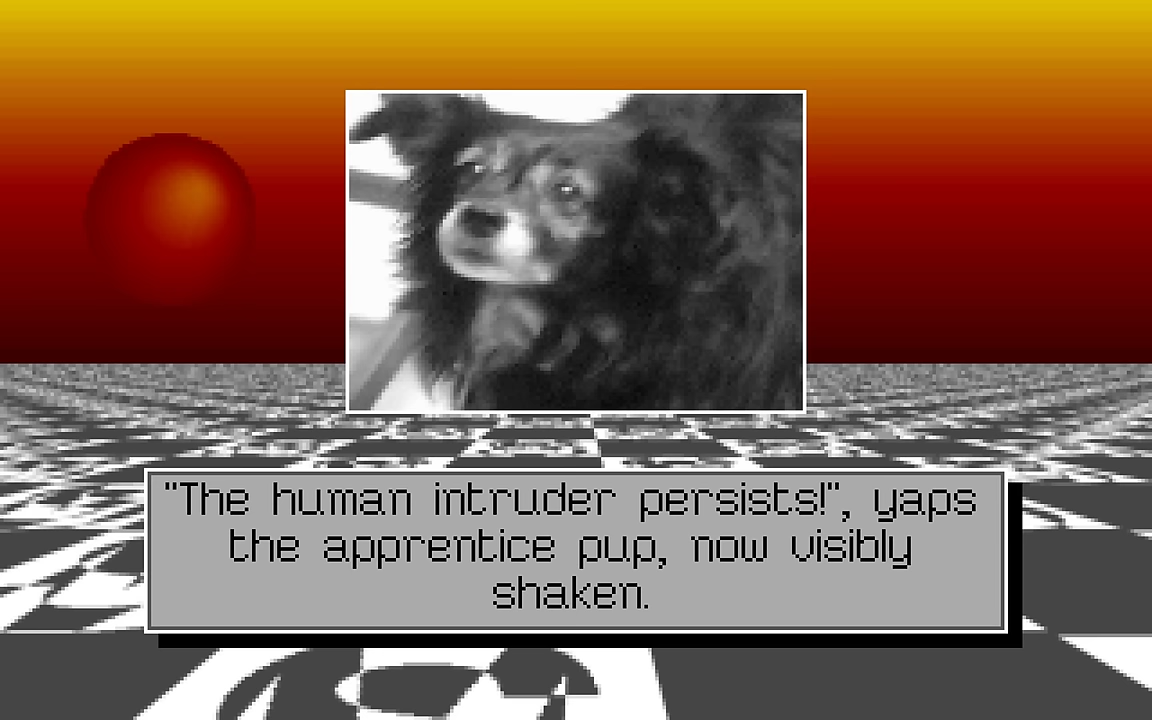 "The human intruder persists!", yaps
the apprentice pup, now visibly
shaken.